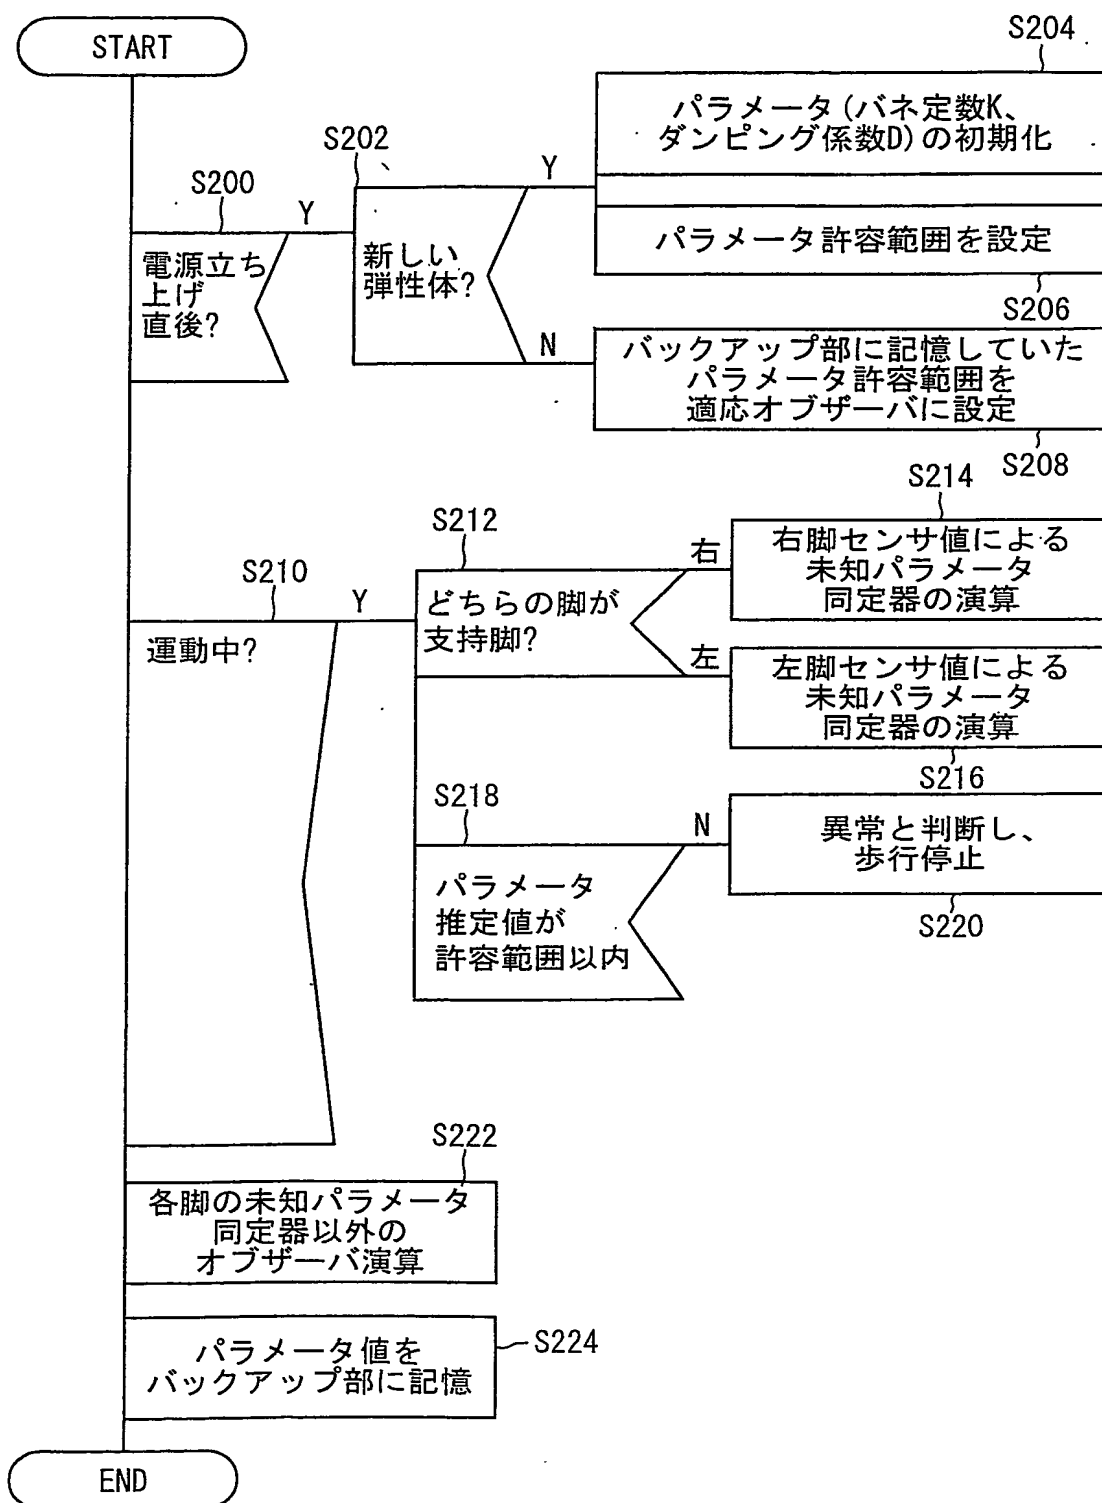 START
S200
電源立ち
上げ
直後?
Y
S202
新しい
弾性体?
Y
S204
パラメータ(バネ定数K、
ダンピング係数D)の初期化
パラメータ許容範囲を設定
S206
N
バックアップ部に記憶していた
パラメータ許容範囲を
適応オブザーバに設定
S208
S210
運動中?
Y
S212
どちらの脚が
支持脚?
右
S214
右脚センサ値による
未知パラメータ
同定器の演算
左
左脚センサ値による
未知パラメータ
同定器の演算
S216
S218
パラメータ
推定値が
許容範囲以内
N
異常と判断し、
歩行停止
S220
S222
各脚の未知パラメータ
同定器以外の
オブザーバ演算
パラメータ値を
バックアップ部に記憶
S224
END